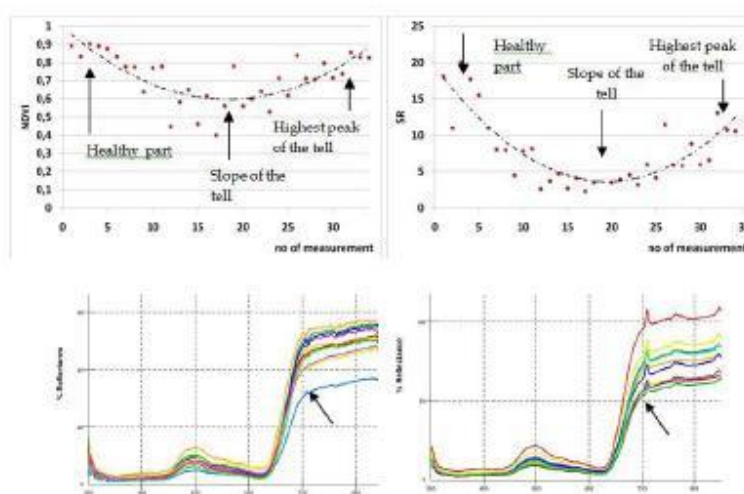 1
0,9
0,8
0,7
0,6
0,5
0,4
0,3
0,2
0,1
0
NDVI
Healthy part
Slope of the
tell
Highest peak
of the tell
0
5
10
15
20
25
30
no of measurement
25
20
15
10
5
0
SR
Healthy
part
Slope of the
tell
Highest peak
of the tell
0
5
10
15
20
25
30
no of measurement
% Reflectance
% Reflectance